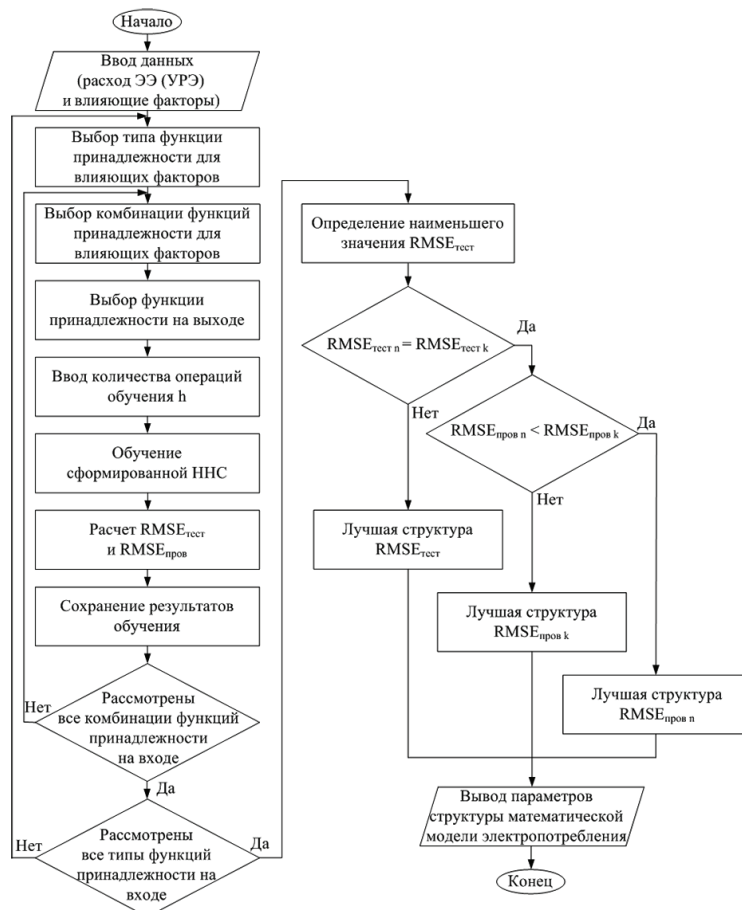 Начало
Ввод данных
(расход ЭЭ (УРЭ)
и влияющие факторы)
Выбор типа функции
принадлежности для
влияющих факторов
Выбор комбинации функций
принадлежности для
влияющих факторов
Выбор функции
принадлежности на выходе
Ввод количества операций
обучения h
Обучение
сформированной ННС
Расчет RMSEтест
и RMSEпров
Сохранение результатов
обучения
Нет
Рассмотрены
все комбинации функций
принадлежности
на входе
Да
Нет
Рассмотрены
все типы функций
принадлежности на
входе
Да
Определение наименьшего
значения RMSEтест
RMSEтест n = RMSEтест k
Да
Нет
RMSEпров n < RMSEпров k
Да
Нет
Лучшая структура
RMSEтест
Лучшая структура
RMSEпров k
Лучшая структура
RMSEпров n
Вывод параметров
структуры математической
модели электропотребления
Конец